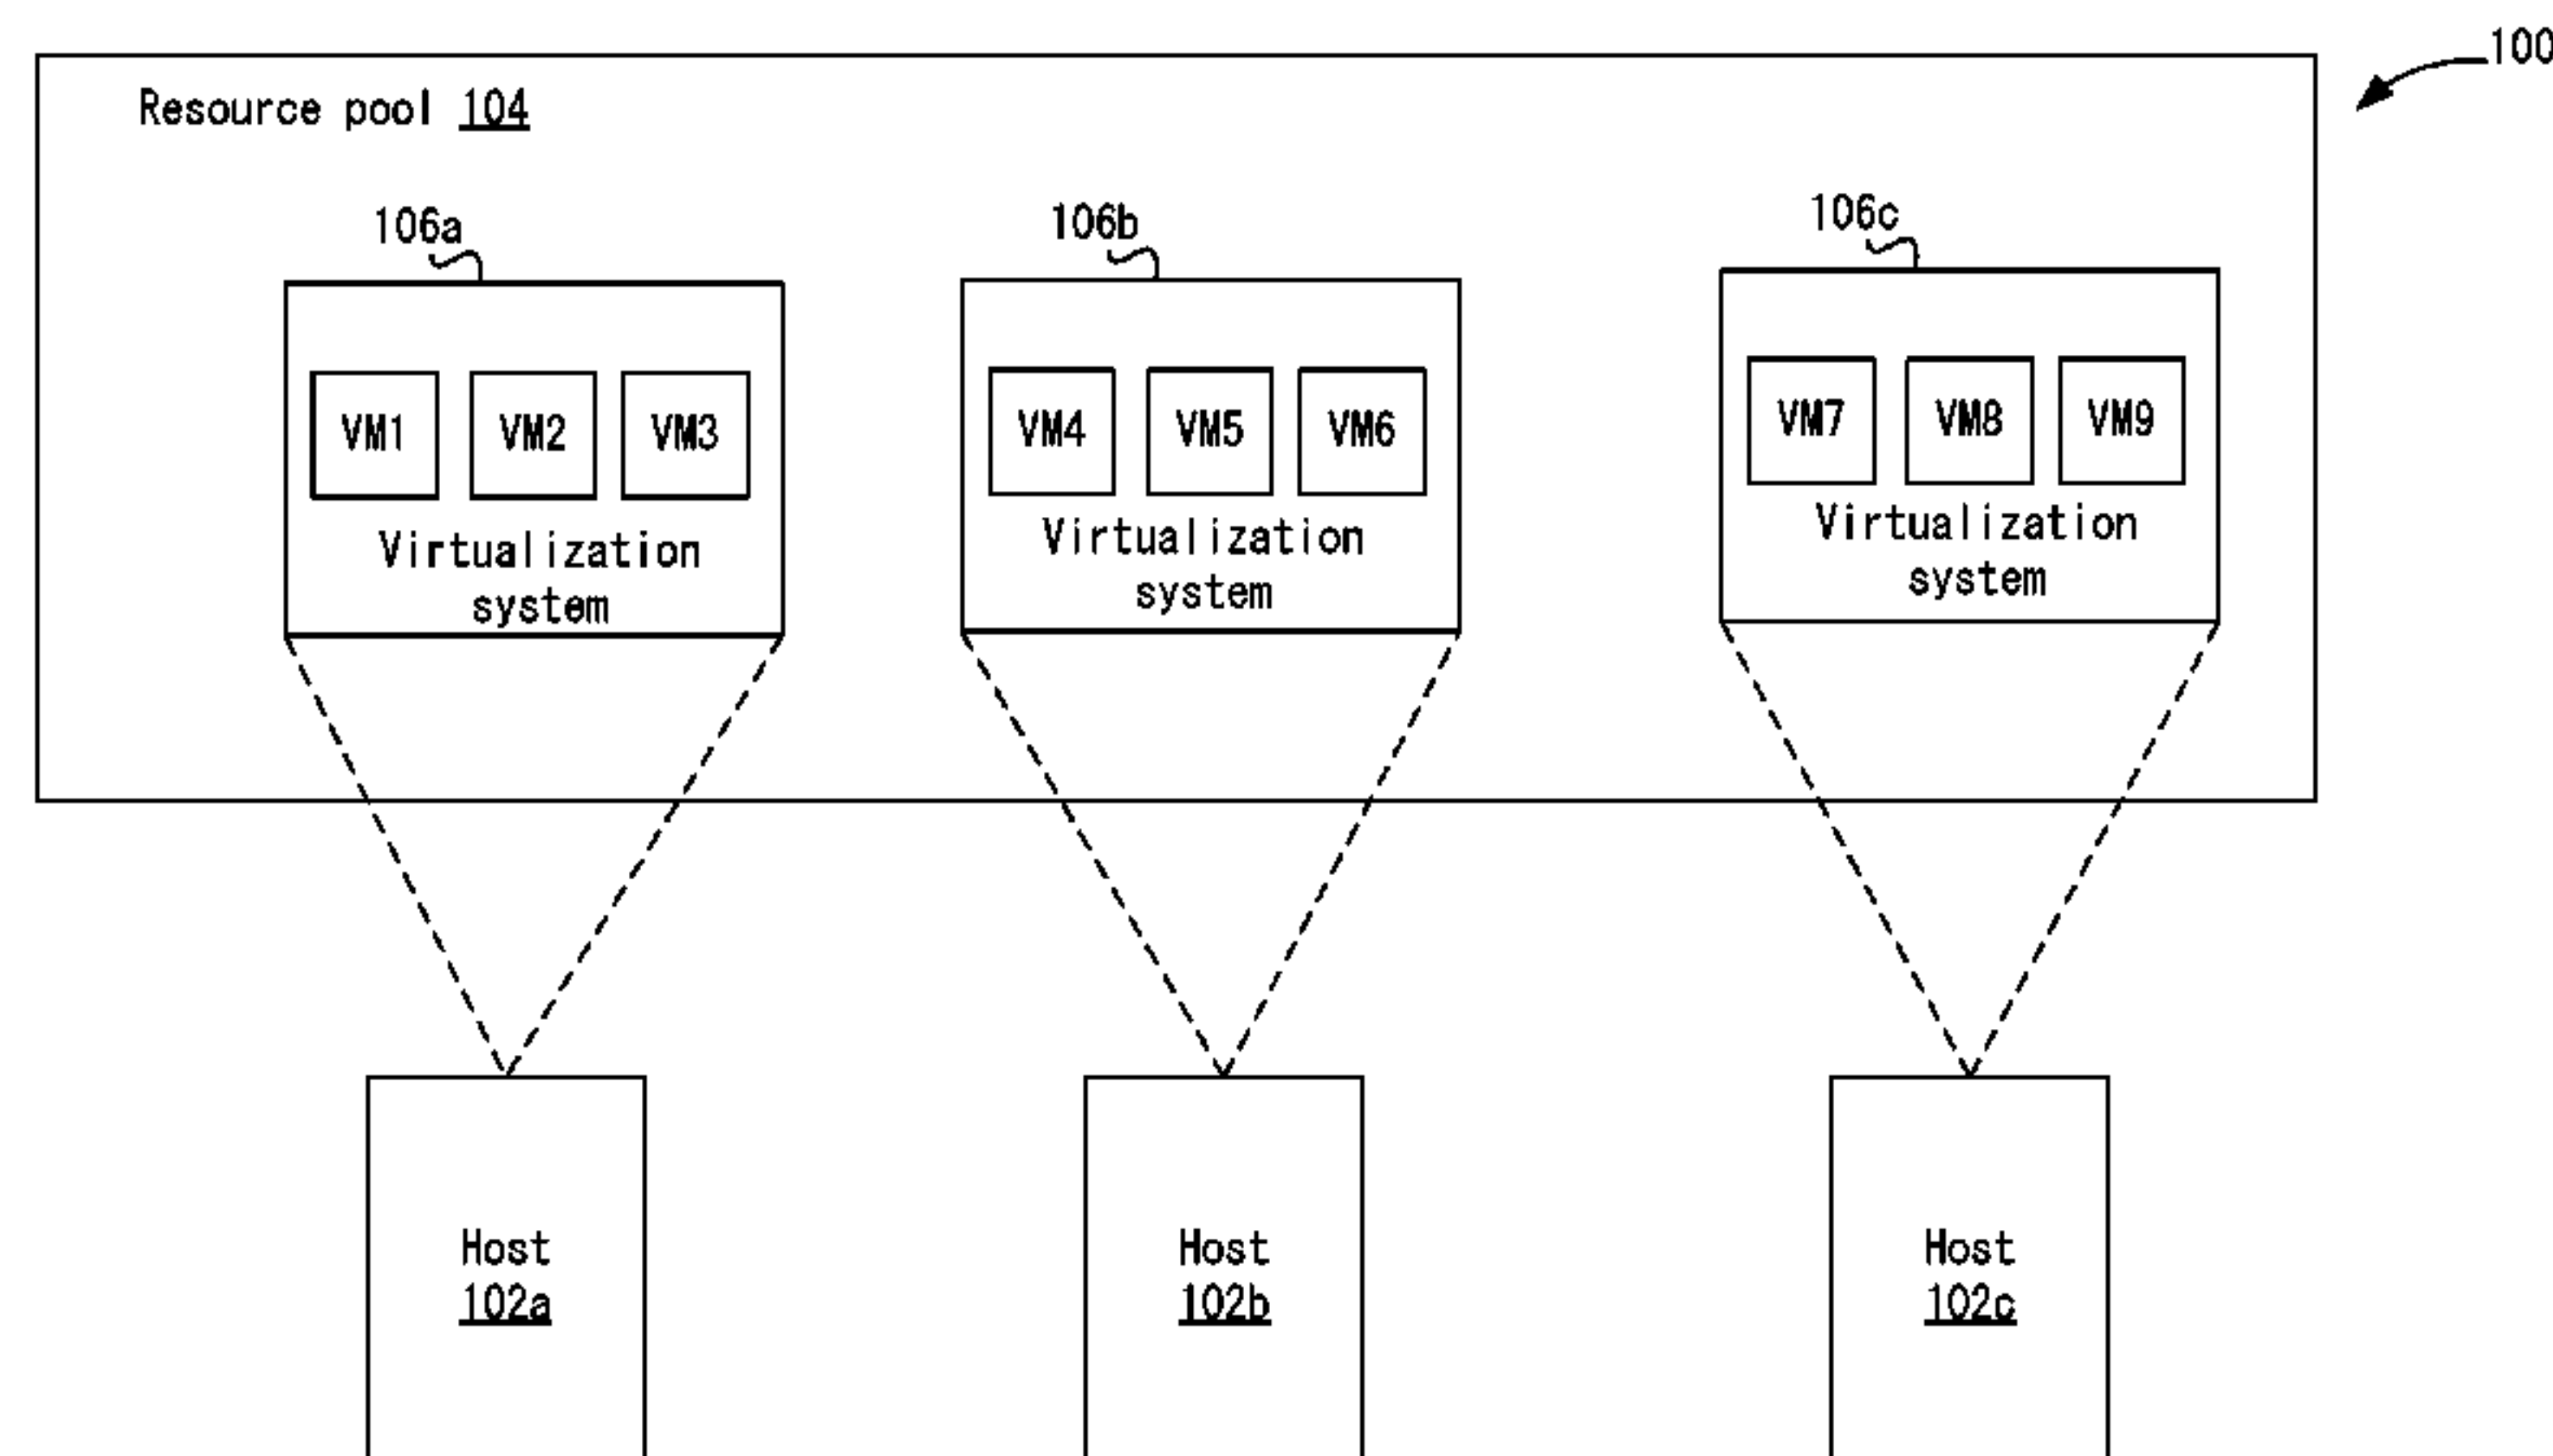 100
Resource pool 104
106a
106b
106c
VM1 VM2 VM3
VM4 VM5 VM6
VM7 VM8 VM9
Virtualization
system
Virtualization
system
Virtualization
system
Host
102a
Host
102b
Host
102c